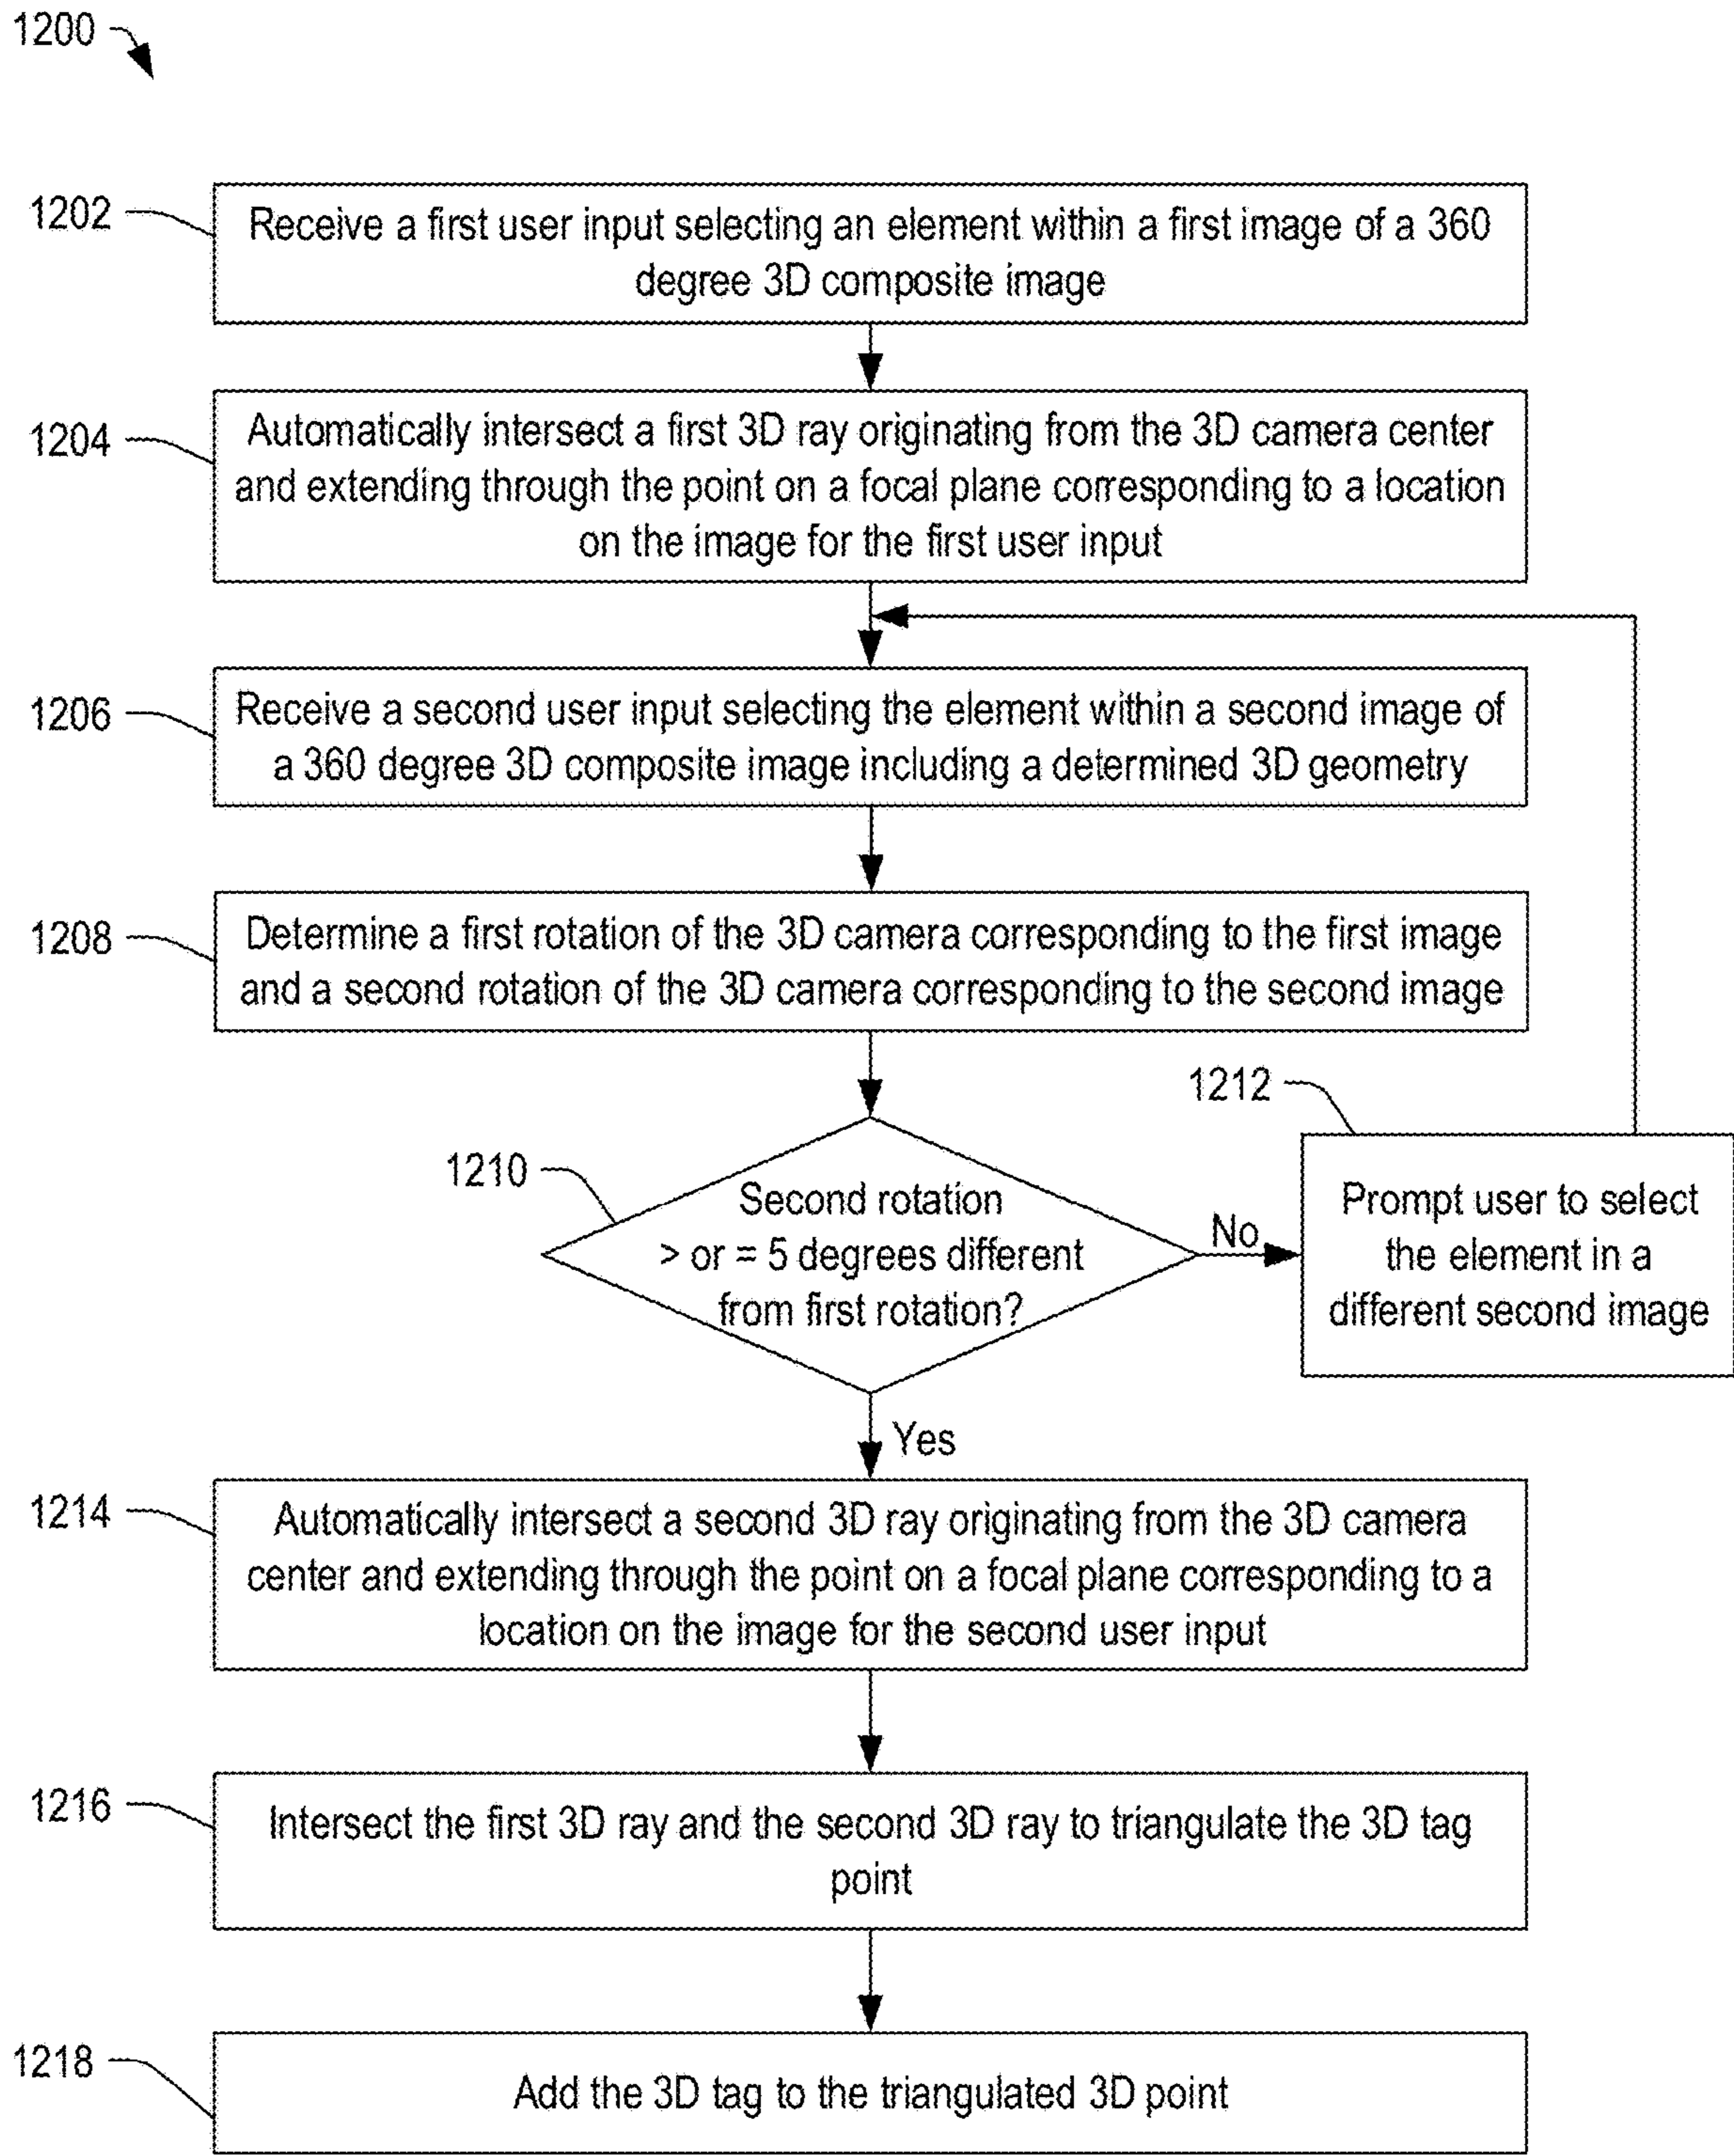 1200
1202
Receive a first user input selecting an element within a first image of a 360
degree 3D composite image
1204
Automatically intersect a first 3D ray originating from the 3D camera center
and extending through the point on a focal plane corresponding to a location
on the image for the first user input
1206
Receive a second user input selecting the element within a second image of
a 360 degree 3D composite image including a determined 3D geometry
1208
Determine a first rotation of the 3D camera corresponding to the first image
and a second rotation of the 3D camera corresponding to the second image
1210
Second rotation
> or = 5 degrees different
from first rotation?
No
1212
Prompt user to select
the element in a
different second image
Yes
1214
Automatically intersect a second 3D ray originating from the 3D camera
center and extending through the point on a focal plane corresponding to a
location on the image for the second user input
1216
Intersect the first 3D ray and the second 3D ray to triangulate the 3D tag
point
1218
Add the 3D tag to the triangulated 3D point